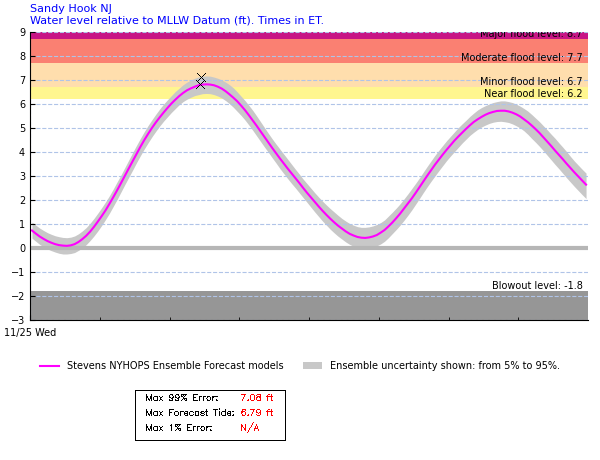 Sandy Hook NJ
Water level relative to MLLW Datum (ft). Times in ET.
9
Major flood level: 8.7
8
Moderate flood level: 7.7
7
Minor flood level: 6.7
Near flood level: 6.2
6
5
4
3
2
1
0
−1
Blowout level: -1.8
−2
−3
11/25 Wed
Stevens NYHOPS Ensemble Forecast models
Ensemble uncertainty shown: from 5% to 95%.
Max 99% Error: 7.08 ft
Max Forecast Tide: 6.79 ft
Max 1% Error: N/A